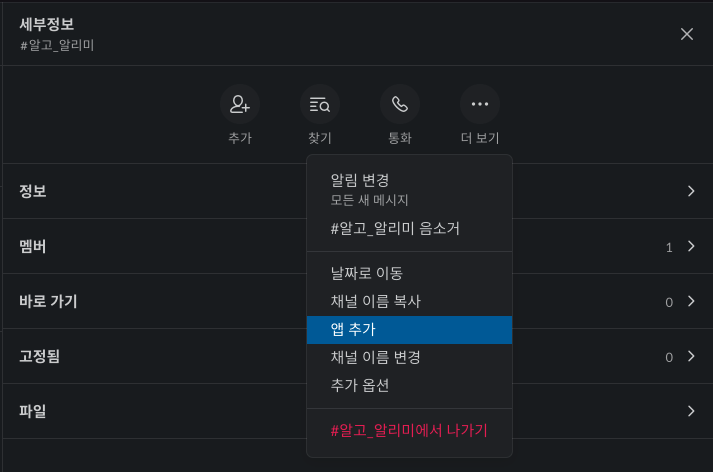 세부정보
#알고_알리미
추가
찾기
통화
더 보기
정보
멤버
1
바로 가기
0
고정됨
0
파일
알림 변경
모든 새 메시지
#알고_알리미 음소거
날짜로 이동
채널 이름 복사
앱 추가
채널 이름 변경
추가 옵션
#알고_알리미에서 나가기